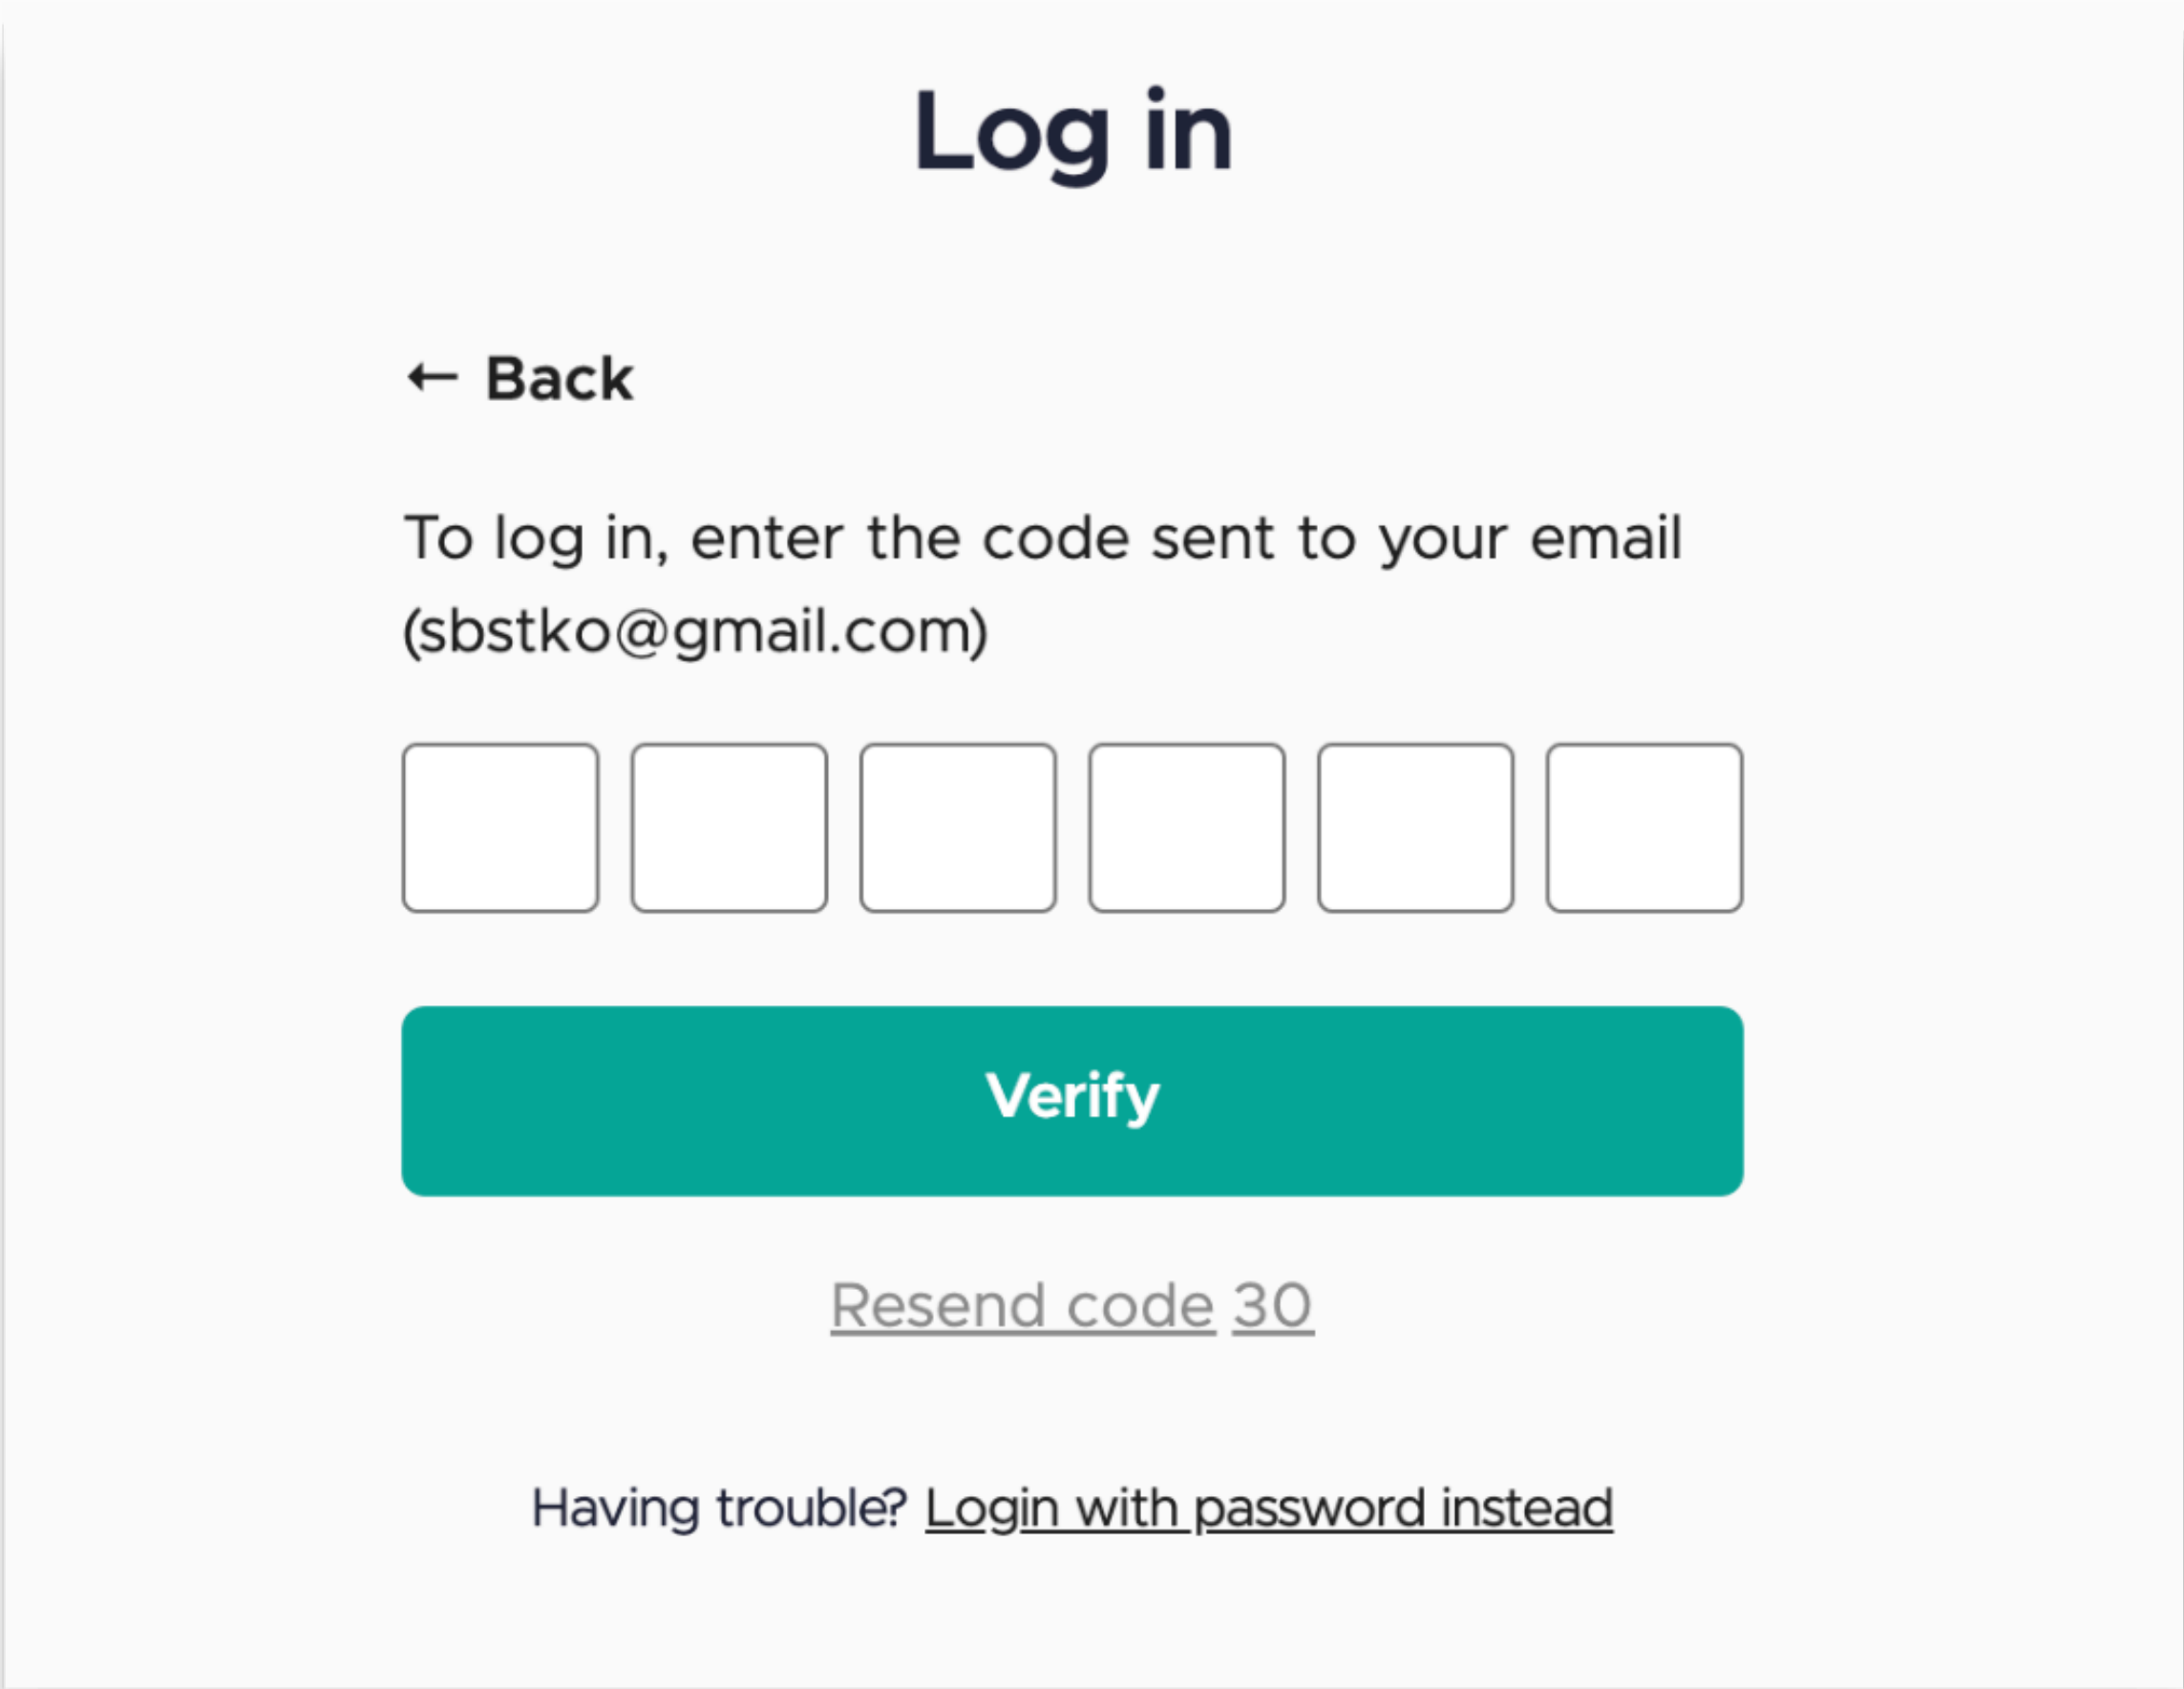 Log in
← Back
To log in, enter the code sent to your email
(sbstko@gmail.com)
Verify
Resend code 30
Having trouble? Login with password instead